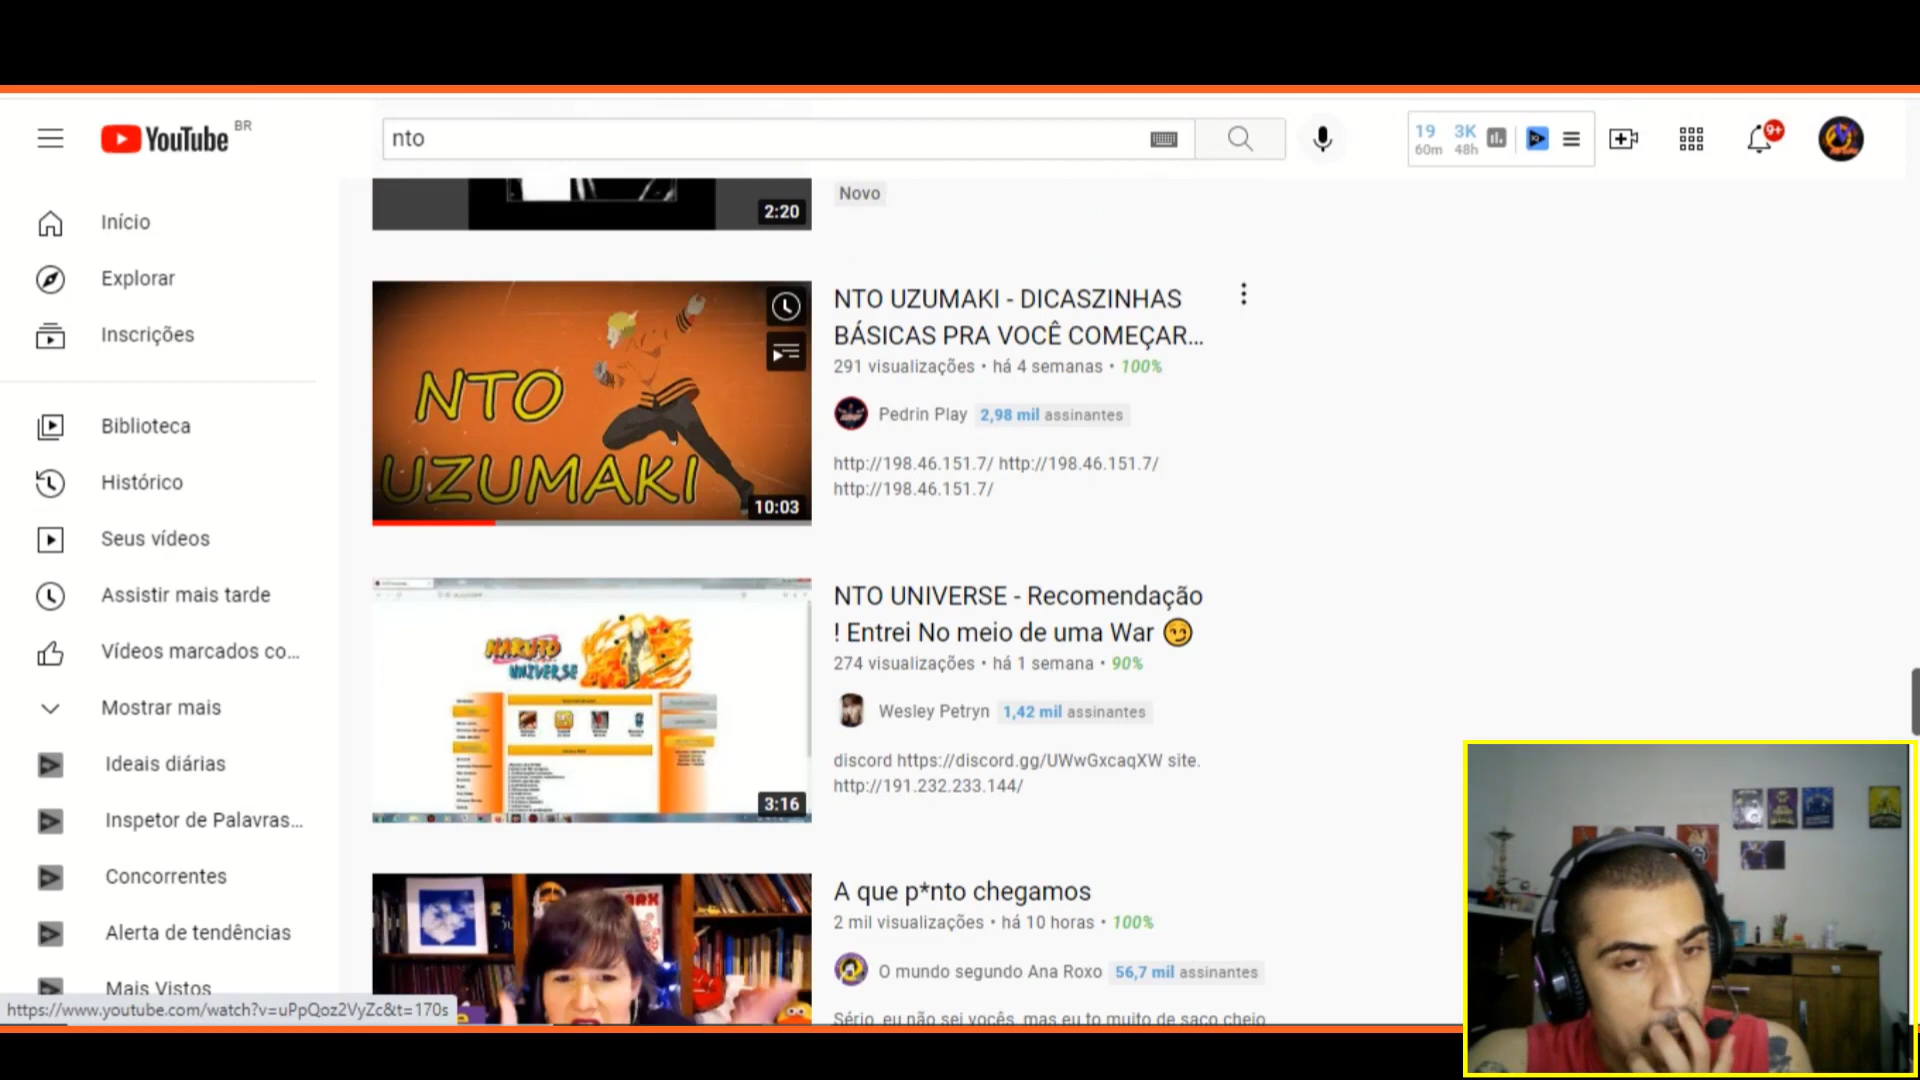 YouTube BR
nto
19 3K
60m 48h
9+
Início
Explorar
Inscrições
Biblioteca
Histórico
Seus vídeos
Assistir mais tarde
Vídeos marcados co...
Mostrar mais
Ideais diárias
Inspetor de Palavras...
Concorrentes
Alerta de tendências
Mais Vistos
https://www.youtube.com/watch?v=uPpQoz2VyZc&t=170s
2:20
Novo
NTO
UZUMAKI
10:03
NTO UZUMAKI - DICASZINHAS
BÁSICAS PRA VOCÊ COMEÇAR...
291 visualizações • há 4 semanas • 100%
Pedrin Play 2,98 mil assinantes
http://198.46.151.7/ http://198.46.151.7/
http://198.46.151.7/
NARUTO
UNIVERSE
3:16
NTO UNIVERSE - Recomendação
! Entrei No meio de uma War 😏
274 visualizações • há 1 semana • 90%
Wesley Petryn 1,42 mil assinantes
discord https://discord.gg/UWwGxcaqXW site.
http://191.232.233.144/
A que p*nto chegamos
2 mil visualizações • há 10 horas • 100%
O mundo segundo Ana Roxo 56,7 mil assinantes
Sério, eu não sei vocês, mas eu to muito de saco cheio